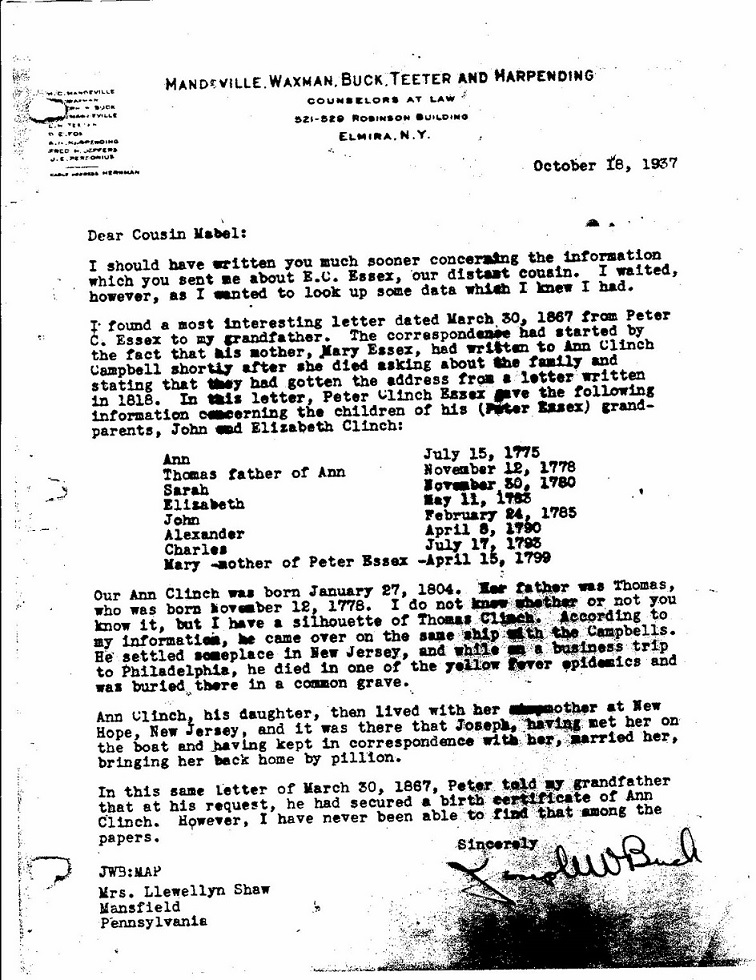 MANDEVILLE, WAXMAN, BUCK, TEETER AND HARPENDING
COUNSELORS AT LAW
521-529 ROBINSON BUILDING
ELMIRA, N.Y.
H.C. MANDEVILLE
WAXMAN
BUCK
MANDEVILLE
TEETER
E. FOX
HARPENDING
FRED H. JEFFERS
J.E. PERSONIUS
CABLE ADDRESS HERNMAN
October 18, 1937
Dear Cousin Mabel:
I should have written you much sooner concerning the information
which you sent me about E.C. Essex, our distant cousin. I waited,
however, as I wanted to look up some data which I knew I had.
I found a most interesting letter dated March 30, 1867 from Peter
C. Essex to my grandfather. The correspondence had started by
the fact that his mother, Mary Essex, had written to Ann Clinch
Campbell shortly after she died asking about the family and
stating that they had gotten the address from a letter written
in 1818. In this letter, Peter Clinch Essex gave the following
information concerning the children of his (Peter Essex) grand-
parents, John and Elizabeth Clinch:
Ann July 15, 1775
Thomas father of Ann November 12, 1778
Sarah November 30, 1780
Elizabeth May 11, 1783
John February 24, 1785
Alexander April 8, 1790
Charles July 17, 1793
Mary -mother of Peter Essex -April 15, 1799
Our Ann Clinch was born January 27, 1804. Her father was Thomas,
who was born November 12, 1778. I do not know whether or not you
know it, but I have a silhouette of Thomas Clinch. According to
my information, he came over on the same ship with the Campbells.
He settled someplace in New Jersey, and while on a business trip
to Philadelphia, he died in one of the yellow fever epidemics and
was buried there in a common grave.
Ann Clinch, his daughter, then lived with her at New
Hope, New Jersey, and it was there that Joseph, having met her on
the boat and having kept in correspondence with her, married her,
bringing her back home by pillion.
In this same letter of March 30, 1867, Peter told my grandfather
that at his request, he had secured a birth certificate of Ann
Clinch. However, I have never been able to find that among the
papers.
Sincerely
Buck
JWB:MAP
Mrs. Llewellyn Shaw
Mansfield
Pennsylvania